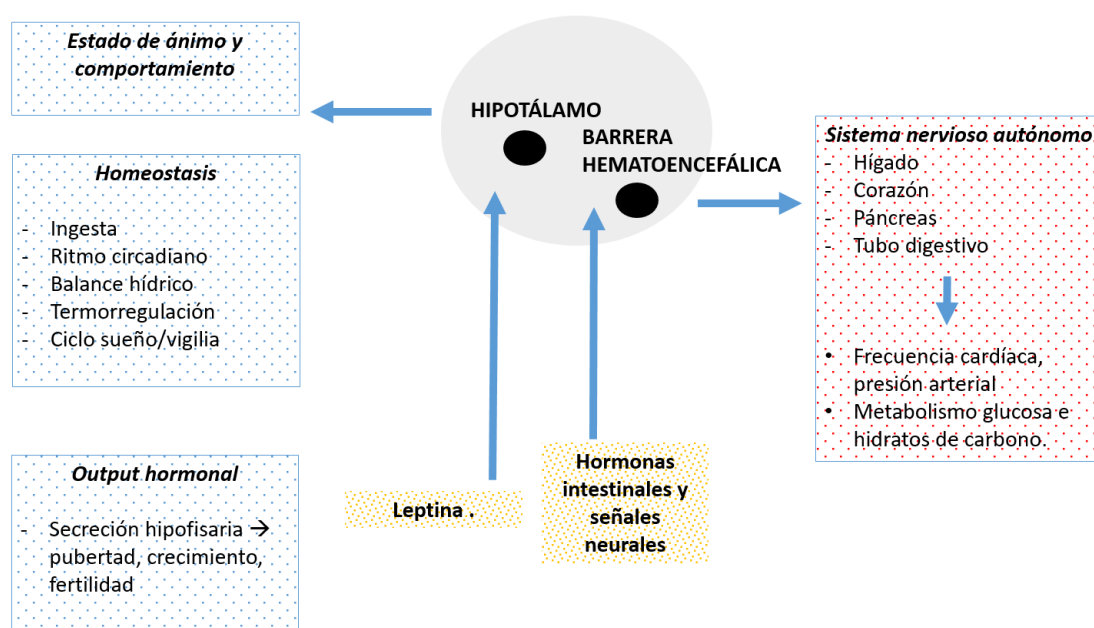 Estado de ánimo y
comportamiento
Homeostasis
- Ingesta
- Ritmo circadiano
- Balance hídrico
- Termorregulación
- Ciclo sueño/vigilia
Output hormonal
- Secreción hipofisaria →
pubertad, crecimiento,
fertilidad
HIPOTÁLAMO
BARRERA
HEMATOENCEFÁLICA
Leptina .
Hormonas
intestinales y
señales
neurales
Sistema nervioso autónomo
- Hígado
- Corazón
- Páncreas
- Tubo digestivo
• Frecuencia cardíaca,
presión arterial
• Metabolismo glucosa e
hidratos de carbono.